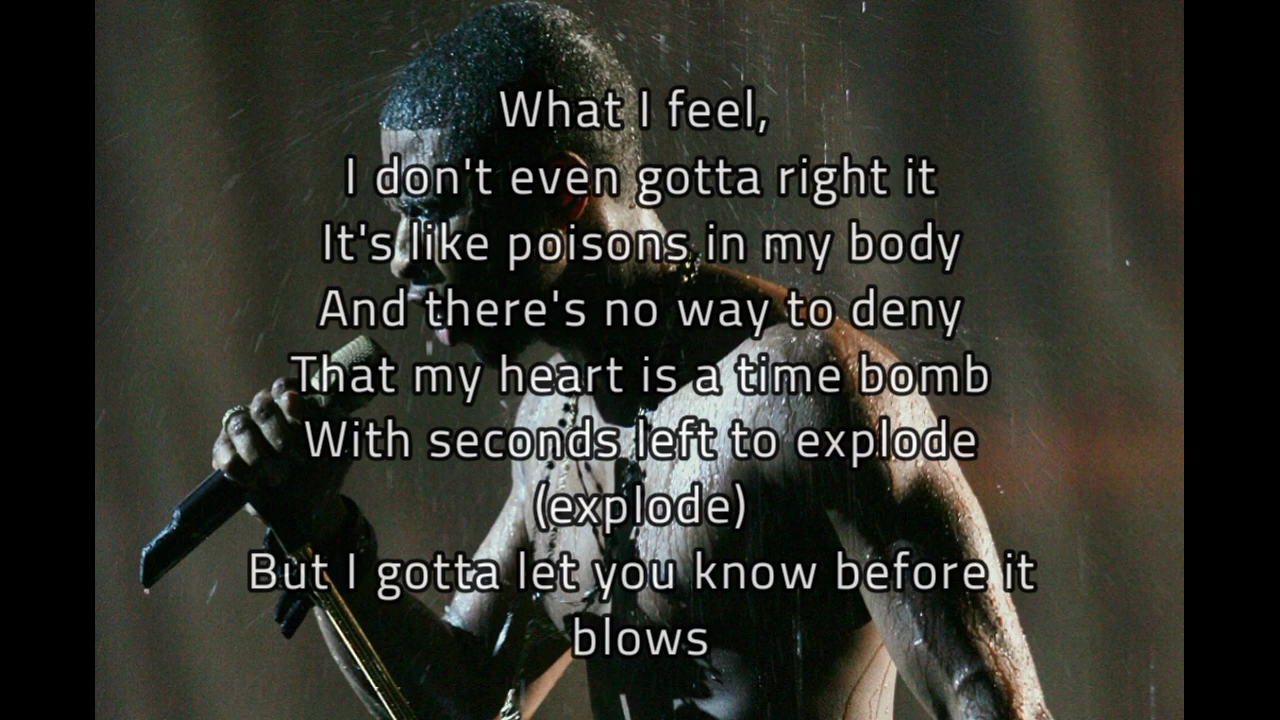 What I feel,
I don't even gotta right it
It's like poisons in my body
And there's no way to deny
That my heart is a time bomb
With seconds left to explode
(explode)
But I gotta let you know before it
blows